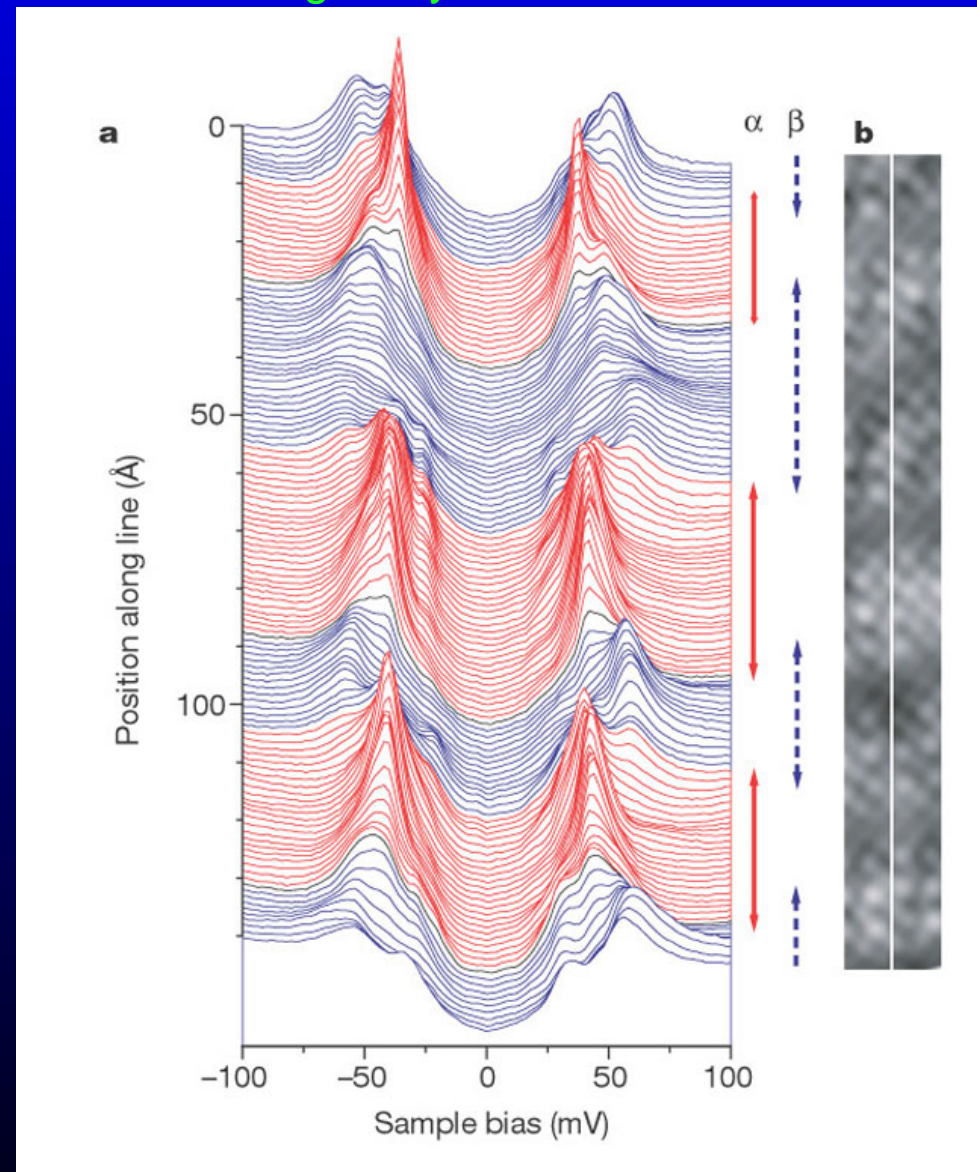 a
α β b
0
50
100
Position along line (Å)
−100 −50 0 50 100
Sample bias (mV)